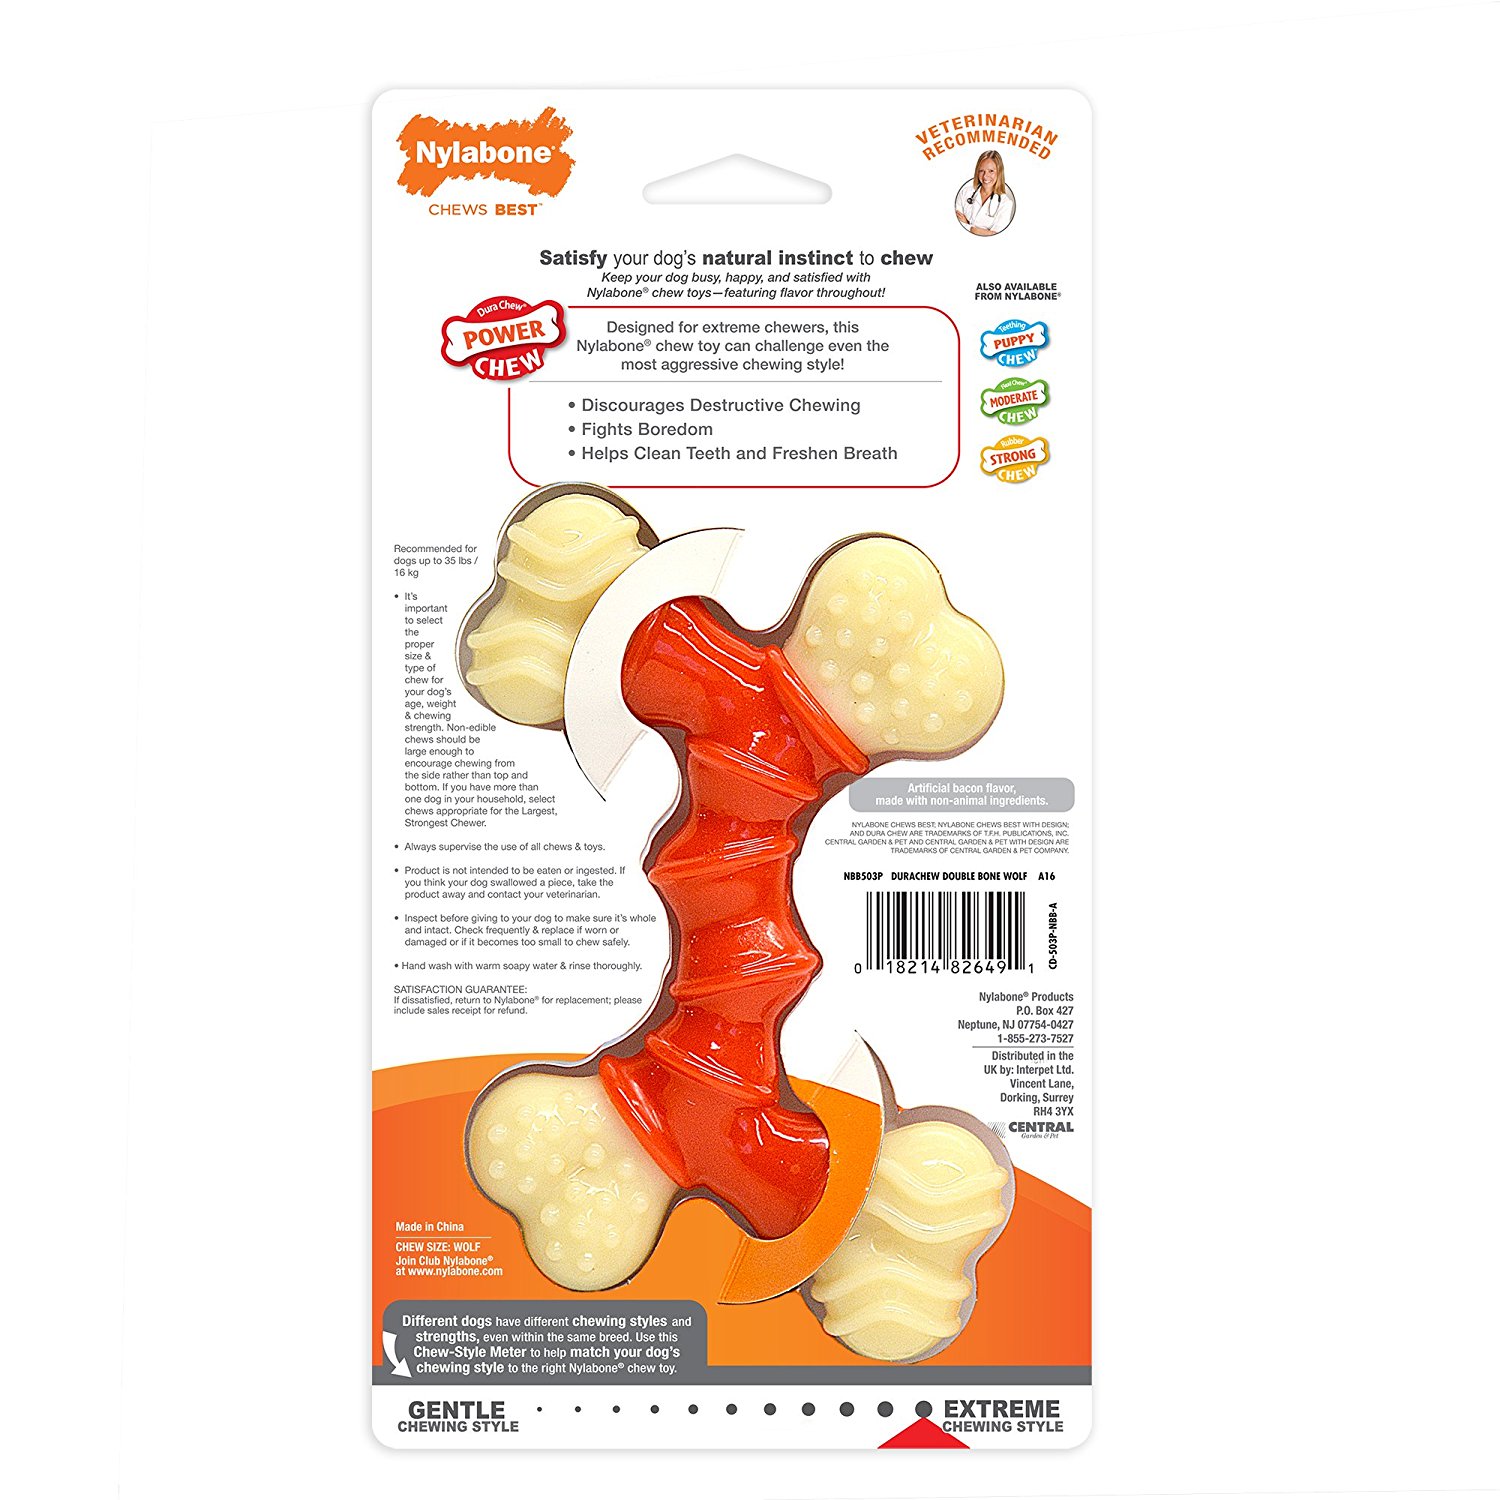 Nylabone®
CHEWS BEST™
VETERINARIAN
RECOMMENDED
Satisfy your dog's natural instinct to chew
Keep your dog busy, happy, and satisfied with
Nylabone® chew toys—featuring flavor throughout!
Dura Chew®
POWER
CHEW
Designed for extreme chewers, this
Nylabone® chew toy can challenge even the
most aggressive chewing style!
• Discourages Destructive Chewing
• Fights Boredom
• Helps Clean Teeth and Freshen Breath
ALSO AVAILABLE
FROM NYLABONE®
Teething
PUPPY
CHEW
Flexi Chew®
MODERATE
CHEW
Rubber
STRONG
CHEW
Recommended for
dogs up to 35 lbs /
16 kg
• It's
important
to select
the
proper
size &
type of
chew for
your dog's
age, weight
& chewing
strength. Non-edible
chews should be
large enough to
encourage chewing from
the side rather than top and
bottom. If you have more than
one dog in your household, select
chews appropriate for the Largest,
Strongest Chewer.
• Always supervise the use of all chews & toys.
• Product is not intended to be eaten or ingested. If
you think your dog swallowed a piece, take the
product away and contact your veterinarian.
• Inspect before giving to your dog to make sure it's whole
and intact. Check frequently & replace if worn or
damaged or if it becomes too small to chew safely.
• Hand wash with warm soapy water & rinse thoroughly.
SATISFACTION GUARANTEE:
If dissatisfied, return to Nylabone® for replacement; please
include sales receipt for refund.
Artificial bacon flavor,
made with non-animal ingredients.
NYLABONE CHEWS BEST; NYLABONE CHEWS BEST WITH DESIGN;
AND DURA CHEW ARE TRADEMARKS OF T.F.H. PUBLICATIONS, INC.
CENTRAL GARDEN & PET AND CENTRAL GARDEN & PET WITH DESIGN ARE
TRADEMARKS OF CENTRAL GARDEN & PET COMPANY.
NBB503P DURACHEW DOUBLE BONE WOLF A16
0 18214 82649 1
CD-503P-NBB-A
Nylabone® Products
P.O. Box 427
Neptune, NJ 07754-0427
1-855-273-7527
Distributed in the
UK by: Interpet Ltd.
Vincent Lane,
Dorking, Surrey
RH4 3YX
CENTRAL
Garden & Pet
Made in China
CHEW SIZE: WOLF
Join Club Nylabone®
at www.nylabone.com
Different dogs have different chewing styles and
strengths, even within the same breed. Use this
Chew-Style Meter to help match your dog's
chewing style to the right Nylabone® chew toy.
GENTLE
CHEWING STYLE
EXTREME
CHEWING STYLE